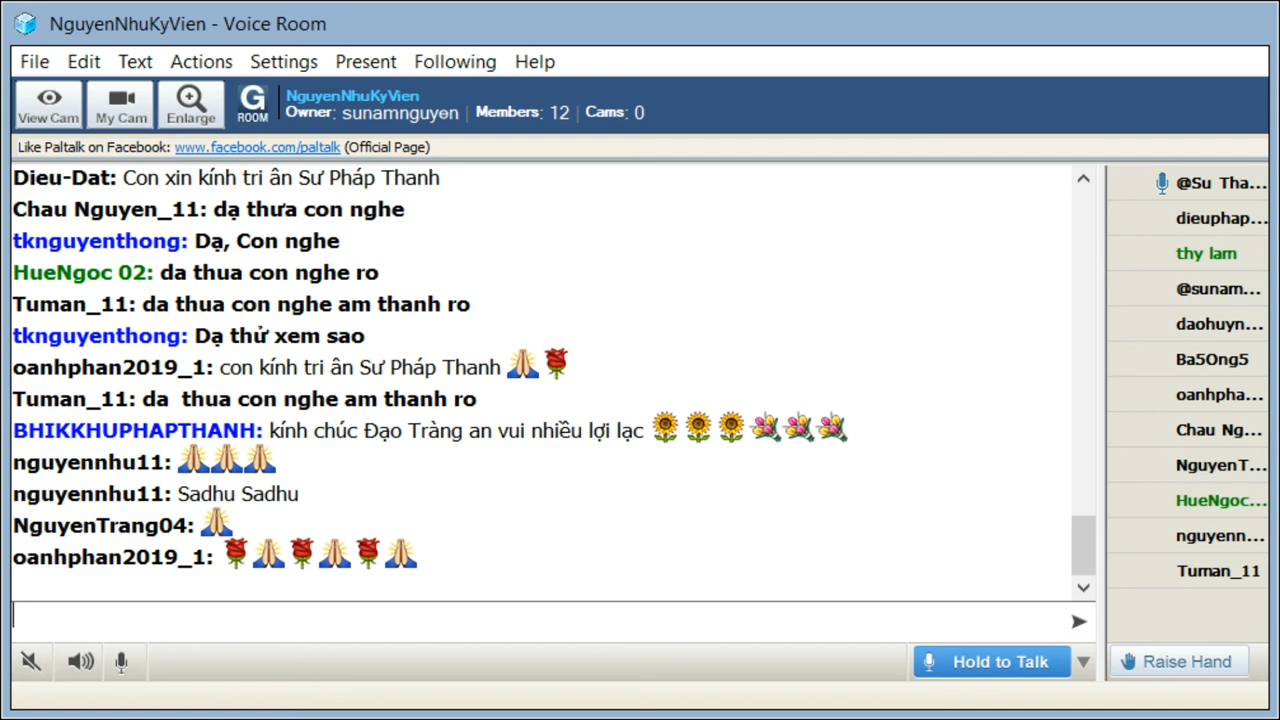 NguyenNhuKyVien - Voice Room
File Edit Text Actions Settings Present Following Help
View Cam My Cam Enlarge G ROOM NguyenNhuKyVien
Owner: sunamnguyen | Members: 12 | Cams: 0
Like Paltalk on Facebook: www.facebook.com/paltalk (Official Page)
Dieu-Dat: Con xin kính tri ân Sư Pháp Thanh
Chau Nguyen_11: dạ thưa con nghe
tknguyenthong: Dạ, Con nghe
HueNgoc 02: da thua con nghe ro
Tuman_11: da thua con nghe am thanh ro
tknguyenthong: Dạ thử xem sao
oanhphan2019_1: con kính tri ân Sư Pháp Thanh 🙏🌹
Tuman_11: da  thua con nghe am thanh ro
BHIKKHUPHAPTHANH: kính chúc Đạo Tràng an vui nhiều lợi lạc 🌻🌻🌻💐💐💐
nguyennhu11: 🙏🙏🙏
nguyennhu11: Sadhu Sadhu
NguyenTrang04: 🙏
oanhphan2019_1: 🌹🙏🌹🙏🌹🙏
@Su Tha...
dieuphap...
thy lam
@sunam...
daohuyn...
Ba5Ong5
oanhpha...
Chau Ng...
NguyenT...
HueNgoc...
nguyenn...
Tuman_11
Hold to Talk
Raise Hand